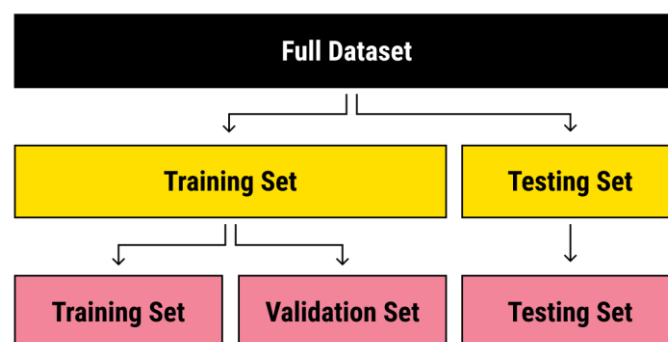 Full Dataset
Training Set
Testing Set
Training Set
Validation Set
Testing Set